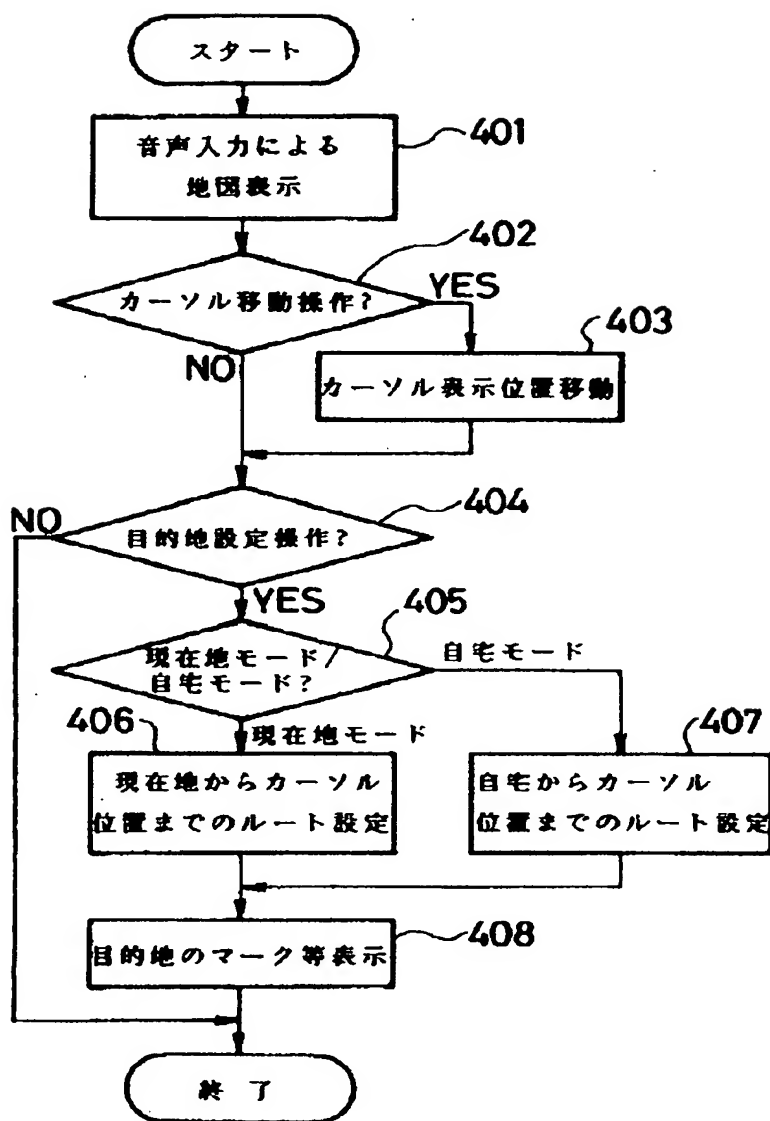 スタート
401
音声入力による
地図表示
402
カーソル移動操作?
YES
403
NO
カーソル表示位置移動
404
NO
目的地設定操作?
YES
405
現在地モード/
自宅モード?
自宅モード
406
現在地モード
407
現在地からカーソル
位置までのルート設定
自宅からカーソル
位置までのルート設定
408
目的地のマーク等表示
終了